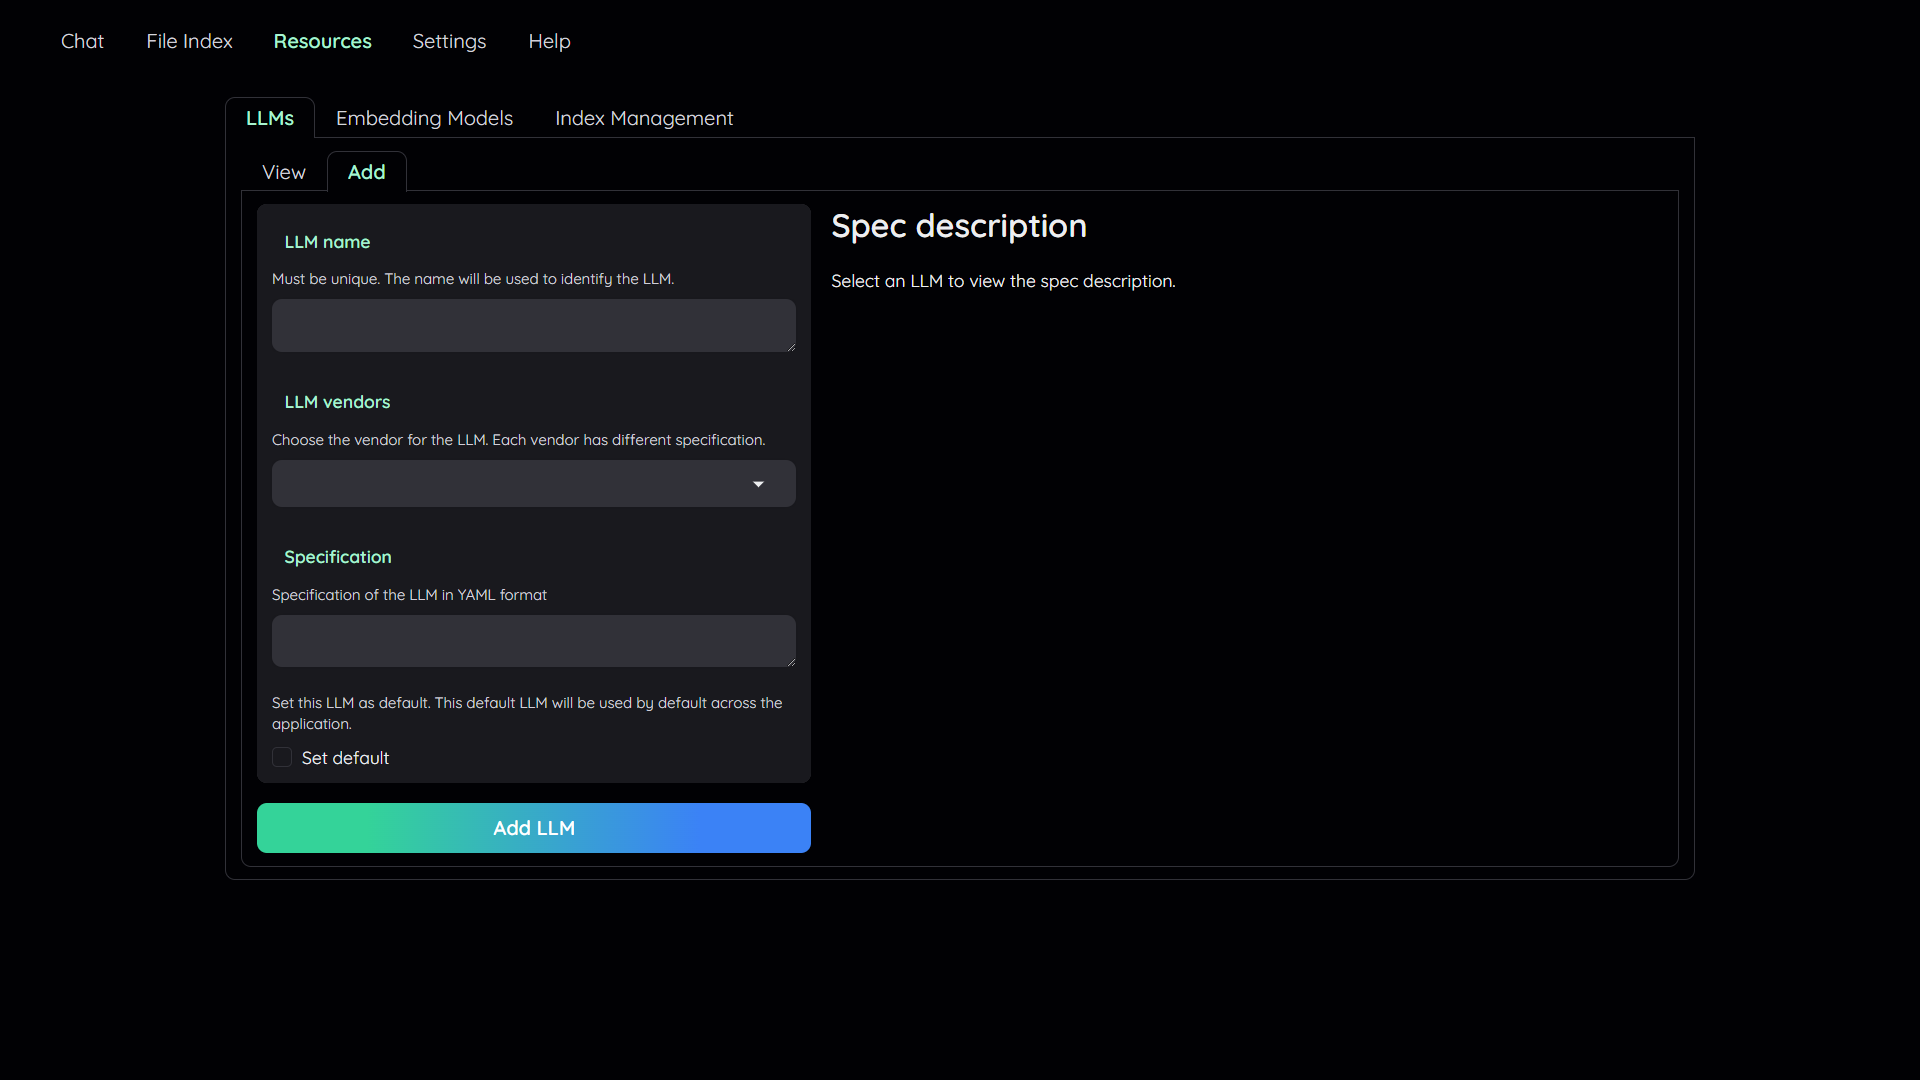 Chat File Index Resources Settings Help
LLMs Embedding Models Index Management
View Add
LLM name
Must be unique. The name will be used to identify the LLM.
LLM vendors
Choose the vendor for the LLM. Each vendor has different specification.
Specification
Specification of the LLM in YAML format
Set this LLM as default. This default LLM will be used by default across the
application.
Set default
Add LLM
Spec description
Select an LLM to view the spec description.